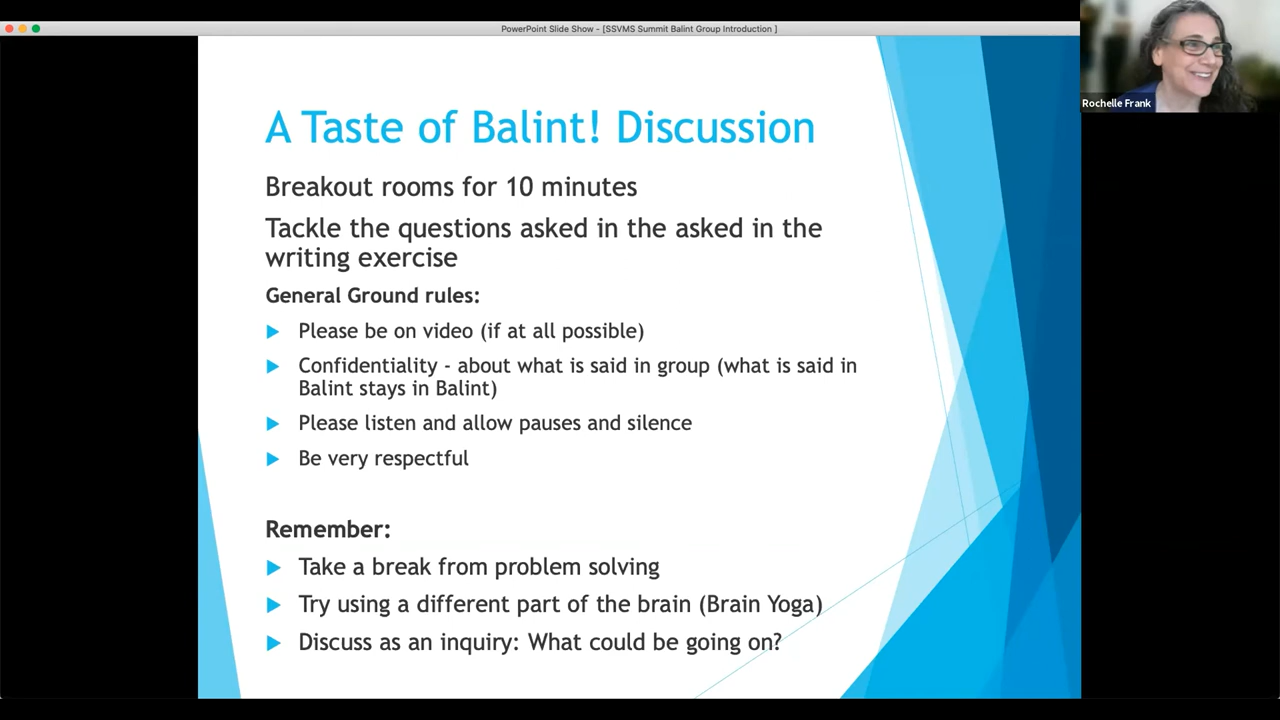 PowerPoint Slide Show - [SSVMS Summit Balint Group Introduction ]
Rochelle Frank
A Taste of Balint! Discussion
Breakout rooms for 10 minutes
Tackle the questions asked in the asked in the
writing exercise
General Ground rules:
Please be on video (if at all possible)
Confidentiality - about what is said in group (what is said in
Balint stays in Balint)
Please listen and allow pauses and silence
Be very respectful
Remember:
Take a break from problem solving
Try using a different part of the brain (Brain Yoga)
Discuss as an inquiry: What could be going on?